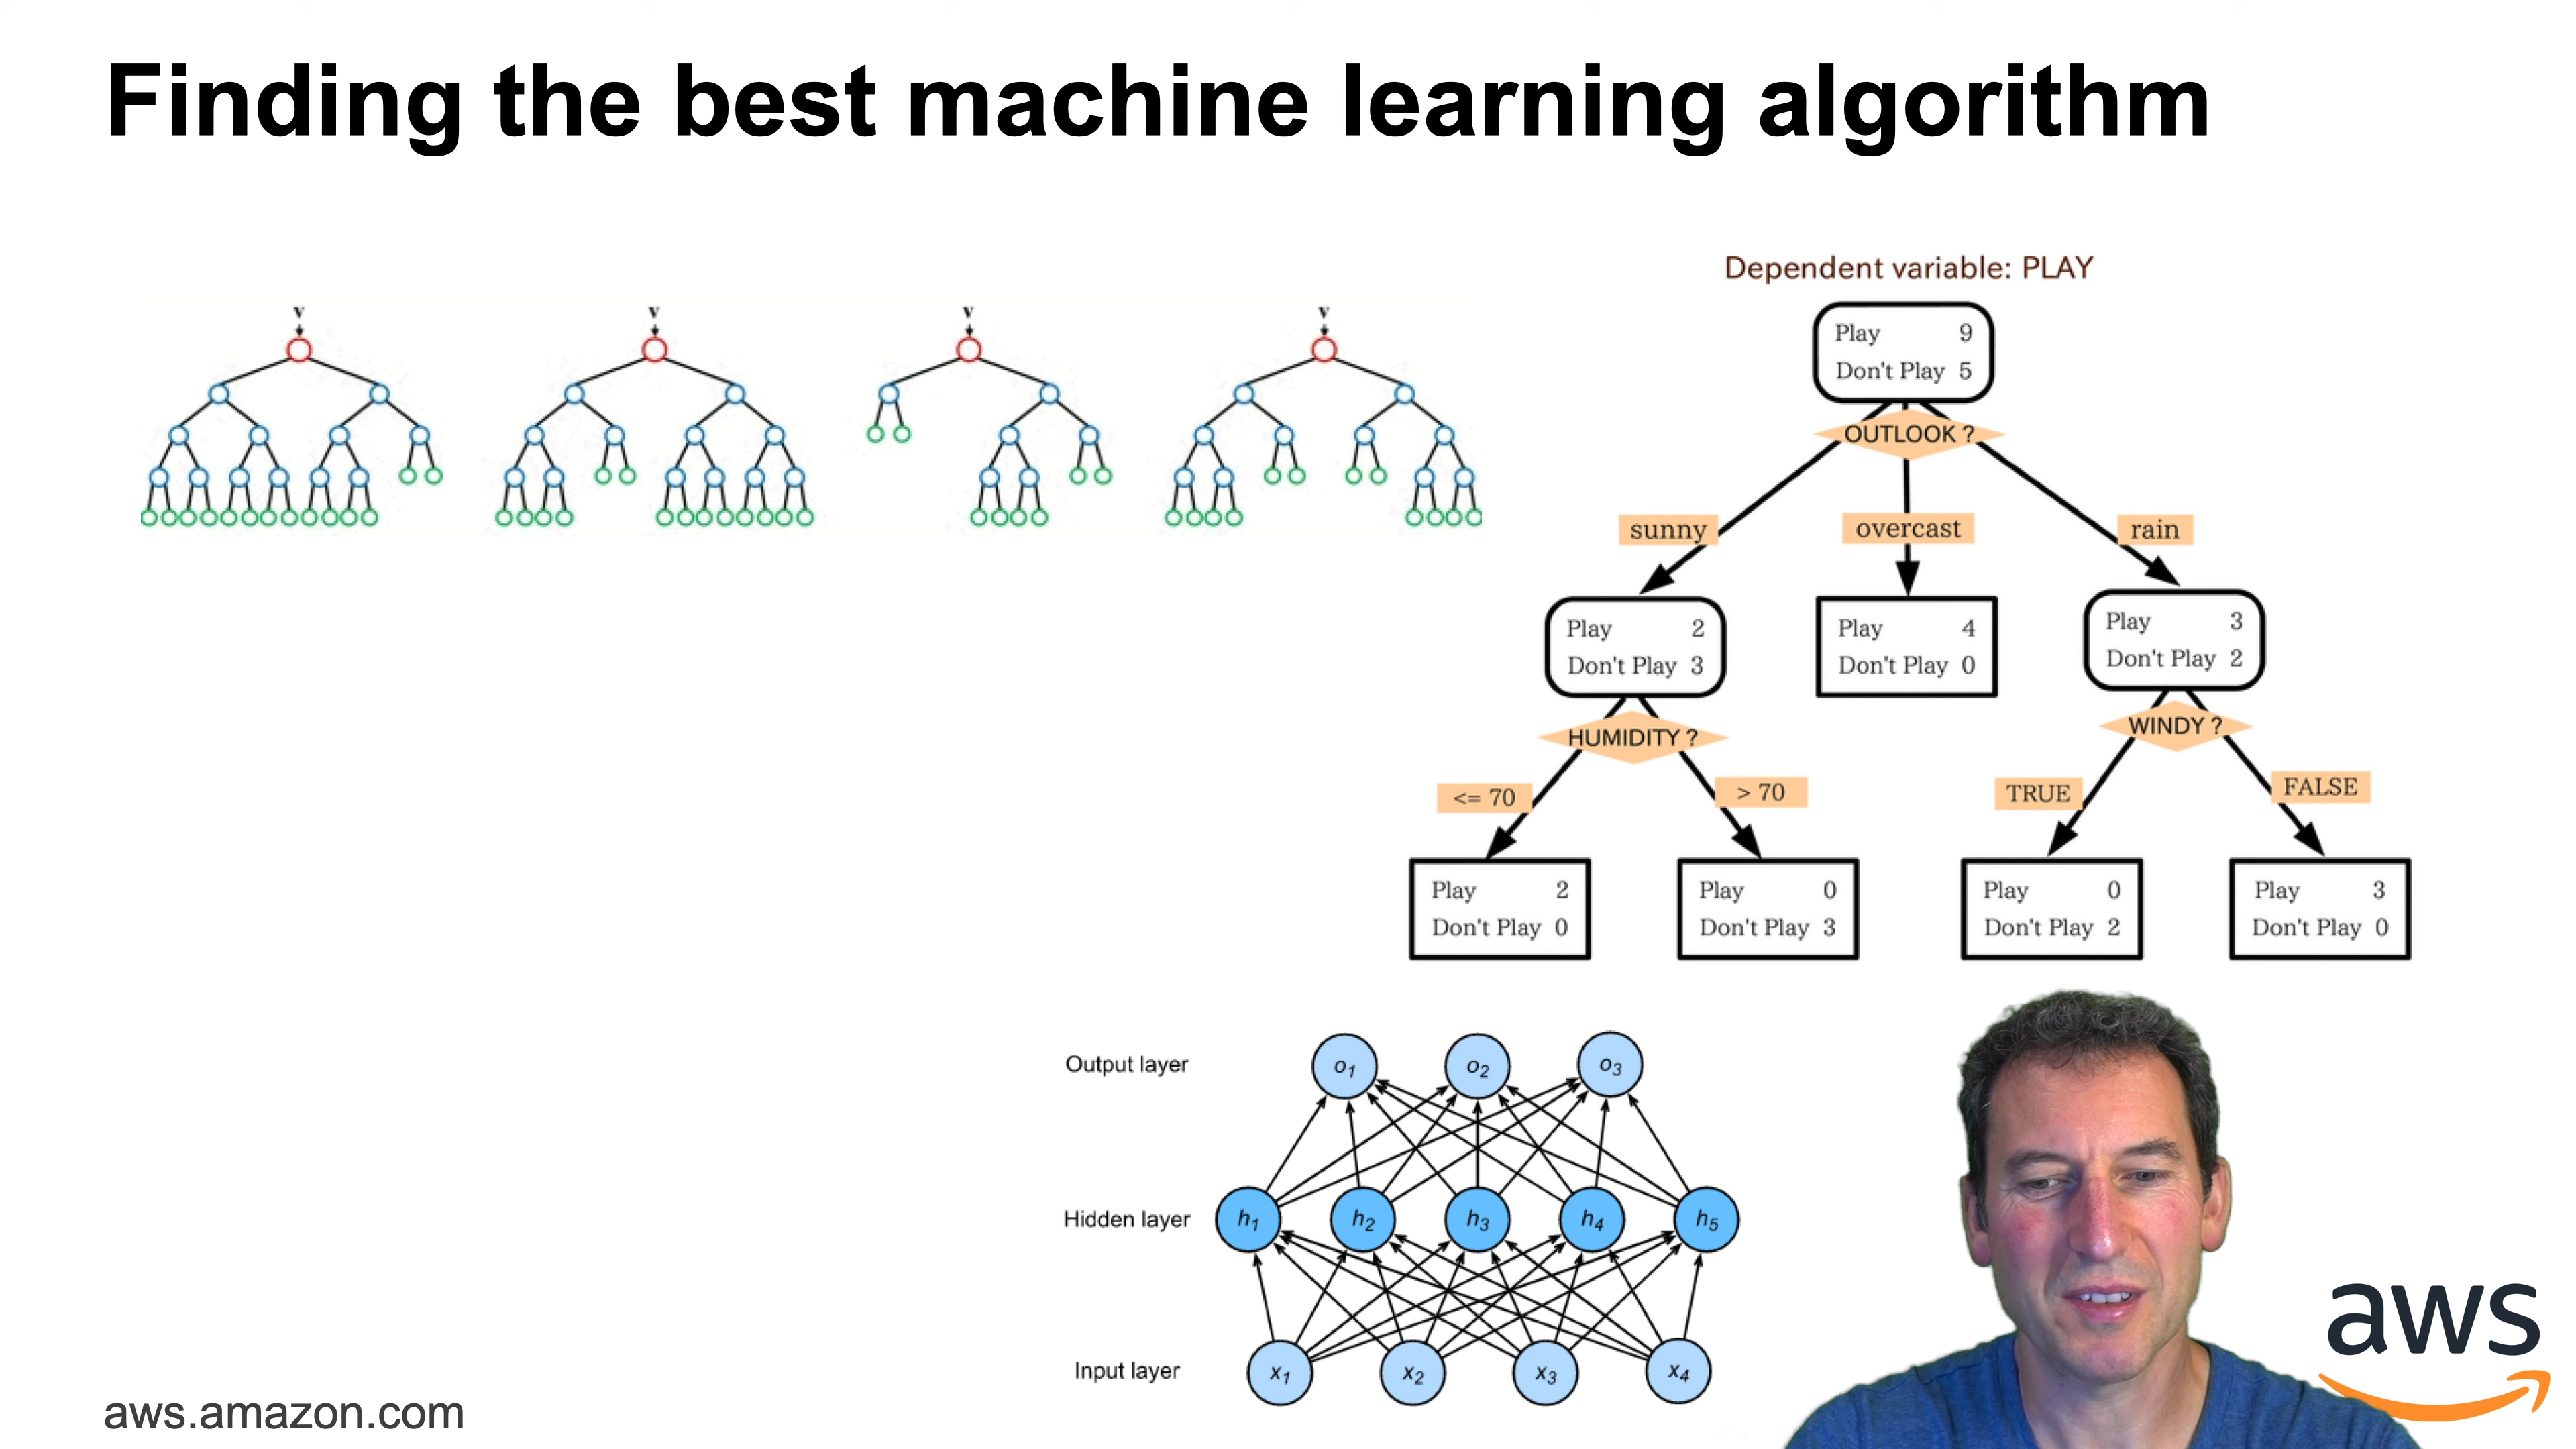 Finding the best machine learning algorithm
v v v v
Dependent variable: PLAY
Play 9
Don't Play 5
OUTLOOK ?
sunny overcast rain
Play 2
Don't Play 3
Play 4
Don't Play 0
Play 3
Don't Play 2
HUMIDITY ?
WINDY ?
<= 70 > 70 TRUE FALSE
Play 2
Don't Play 0
Play 0
Don't Play 3
Play 0
Don't Play 2
Play 3
Don't Play 0
Output layer o1 o2 o3
Hidden layer h1 h2 h3 h4 h5
Input layer x1 x2 x3 x4
aws
aws.amazon.com